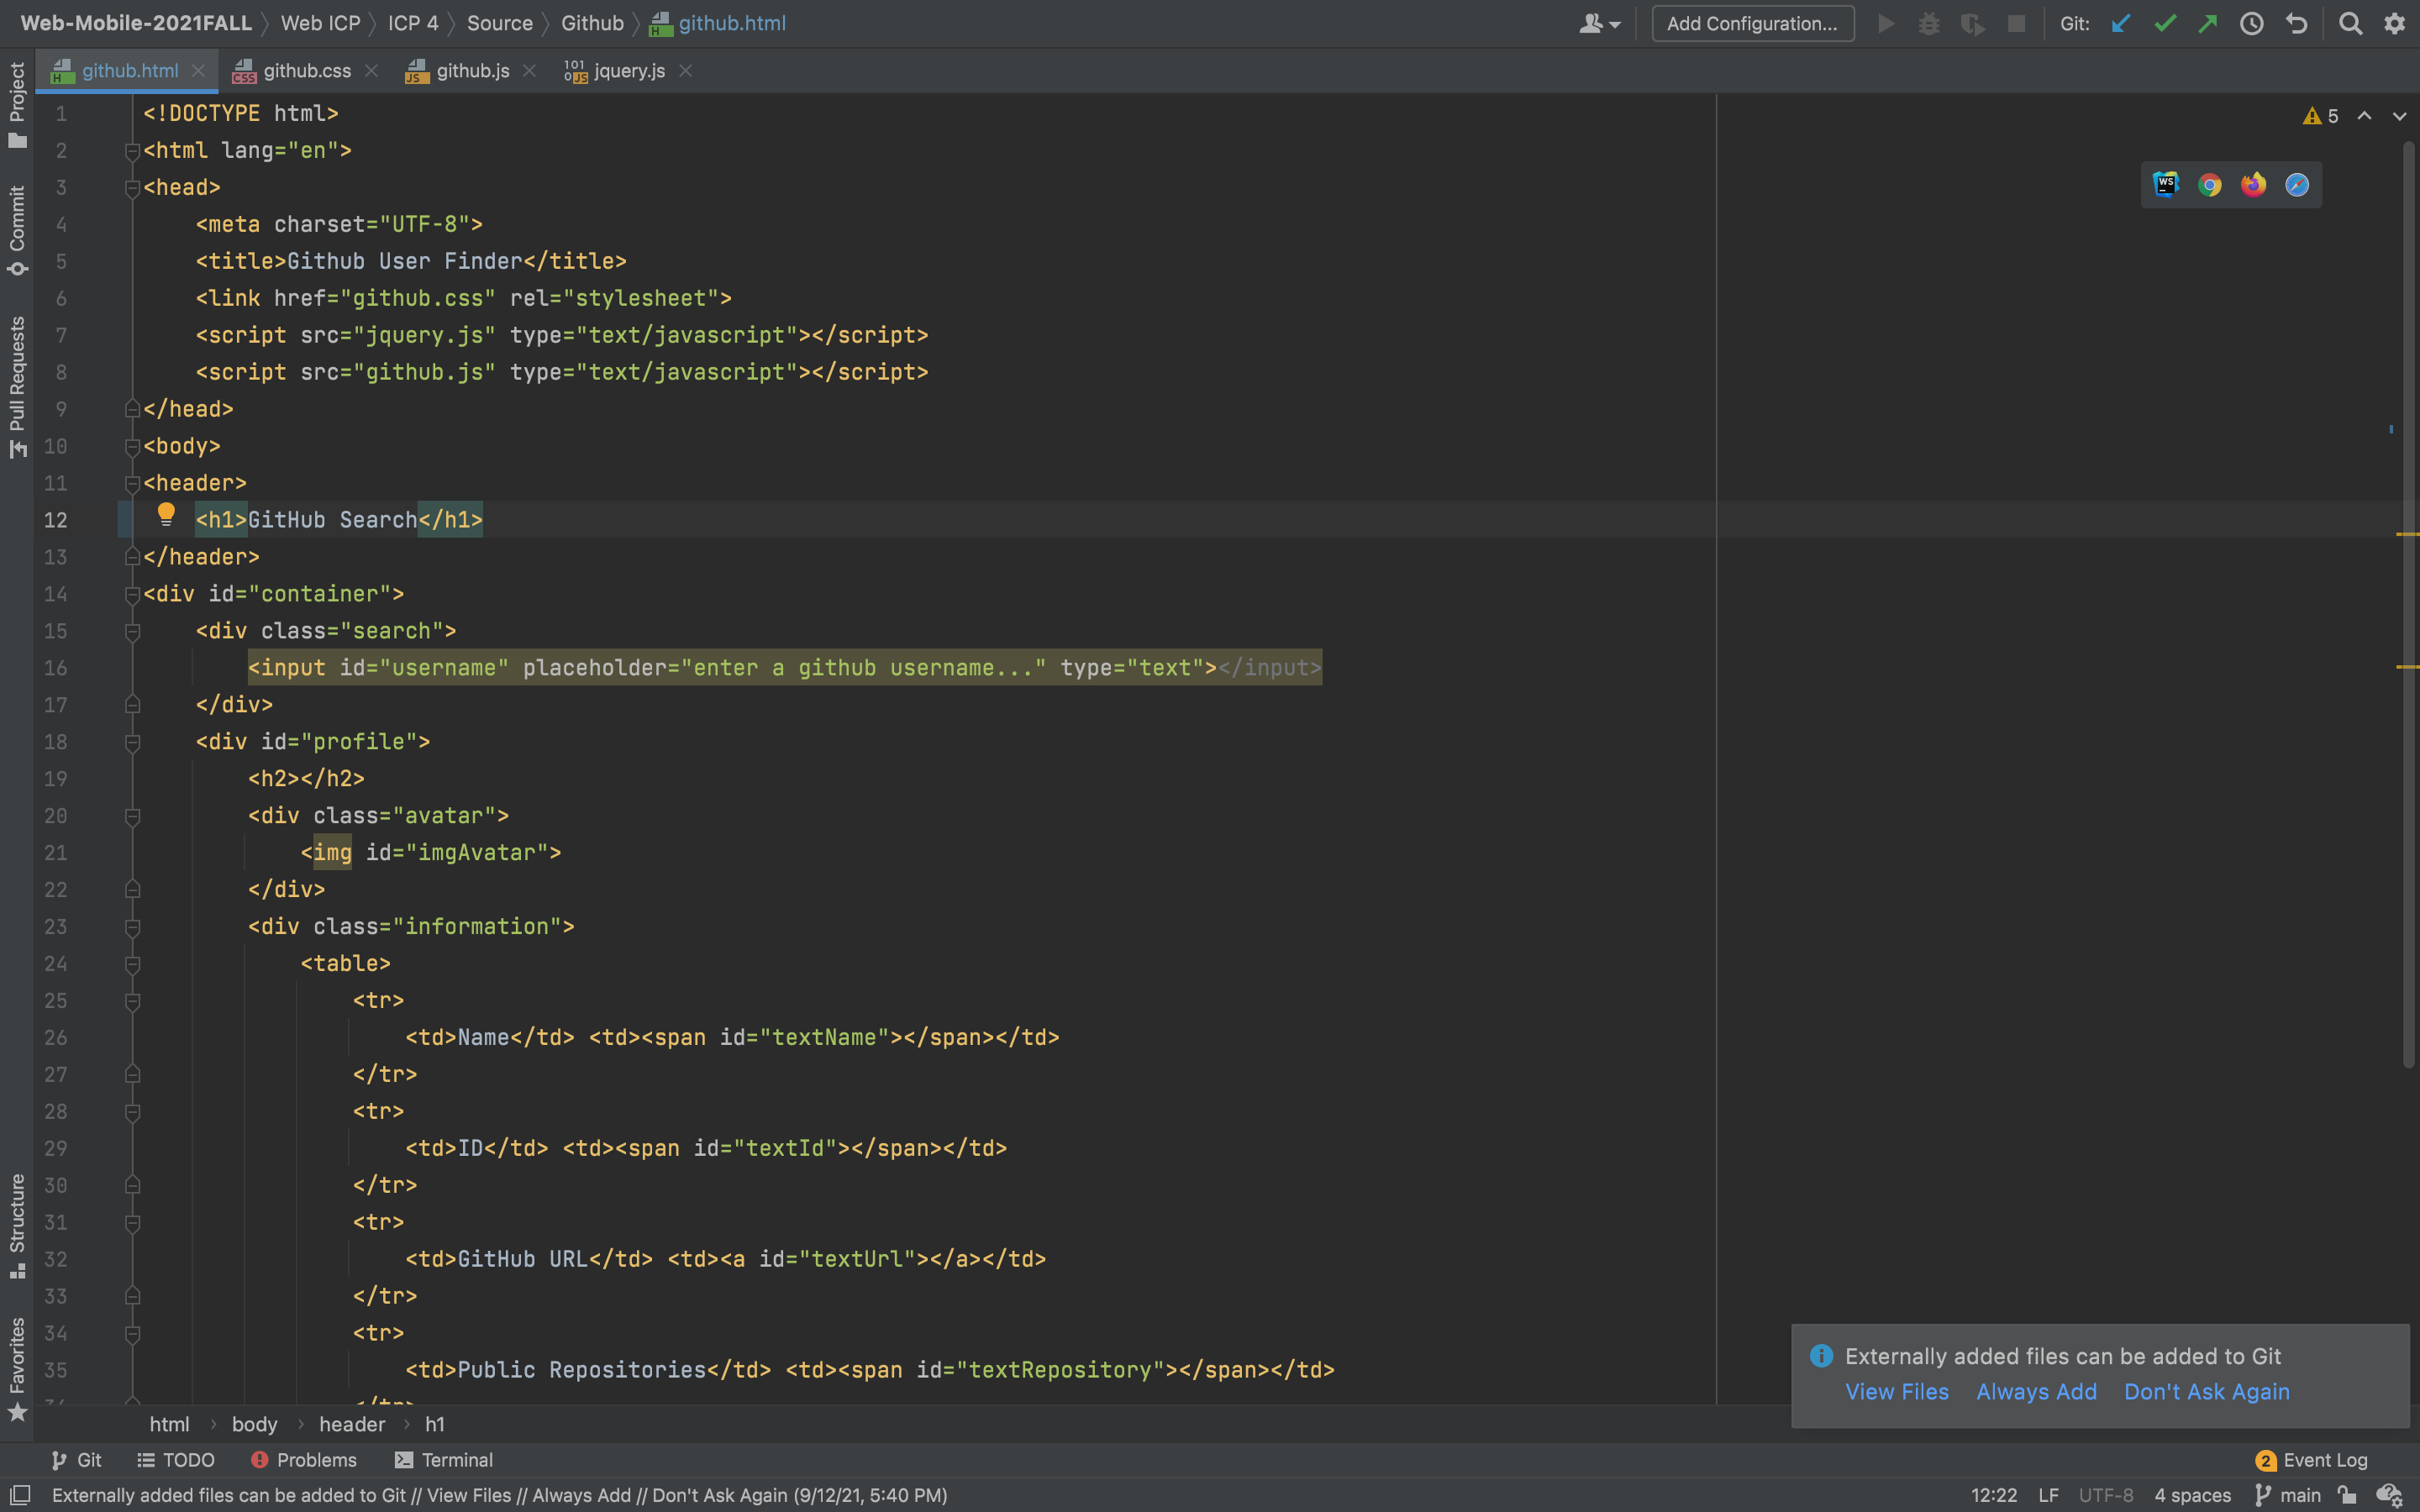 Web-Mobile-2021FALL Web ICP ICP 4 Source Github github.html
Add Configuration... Git:
github.html github.css github.js jquery.js
Project
Commit
Pull Requests
Structure
Favorites
5
1 <!DOCTYPE html>
2 <html lang="en">
3 <head>
4 <meta charset="UTF-8">
5 <title>Github User Finder</title>
6 <link href="github.css" rel="stylesheet">
7 <script src="jquery.js" type="text/javascript"></script>
8 <script src="github.js" type="text/javascript"></script>
9 </head>
10 <body>
11 <header>
12 <h1>GitHub Search</h1>
13 </header>
14 <div id="container">
15 <div class="search">
16 <input id="username" placeholder="enter a github username..." type="text"></input>
17 </div>
18 <div id="profile">
19 <h2></h2>
20 <div class="avatar">
21 <img id="imgAvatar">
22 </div>
23 <div class="information">
24 <table>
25 <tr>
26 <td>Name</td> <td><span id="textName"></span></td>
27 </tr>
28 <tr>
29 <td>ID</td> <td><span id="textId"></span></td>
30 </tr>
31 <tr>
32 <td>GitHub URL</td> <td><a id="textUrl"></a></td>
33 </tr>
34 <tr>
35 <td>Public Repositories</td> <td><span id="textRepository"></span></td>
Externally added files can be added to Git
View Files Always Add Don't Ask Again
html body header h1
Git TODO Problems Terminal
2 Event Log
Externally added files can be added to Git // View Files // Always Add // Don't Ask Again (9/12/21, 5:40 PM)
12:22 LF UTF-8 4 spaces main